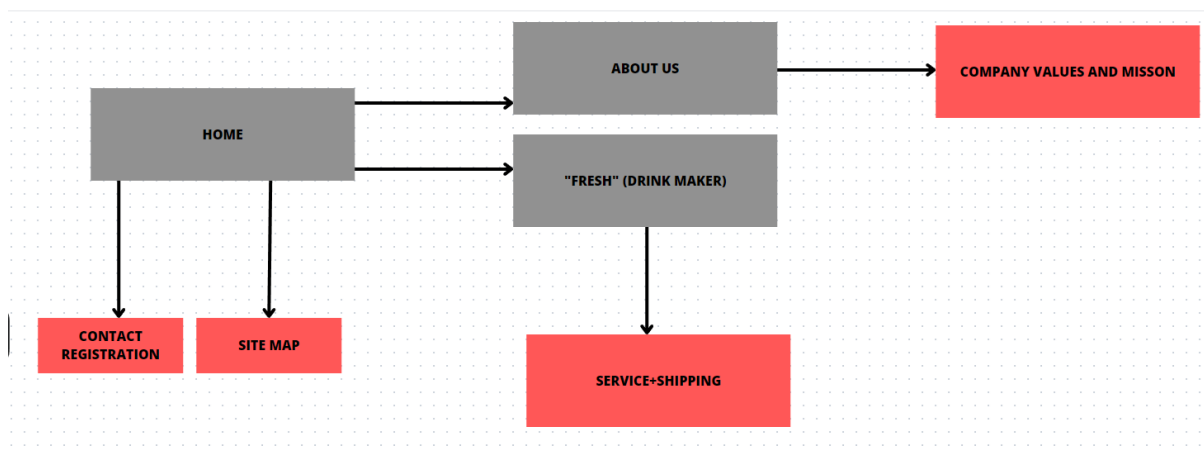 ABOUT US
COMPANY VALUES AND MISSON
HOME
"FRESH" (DRINK MAKER)
CONTACT
REGISTRATION
SITE MAP
SERVICE+SHIPPING